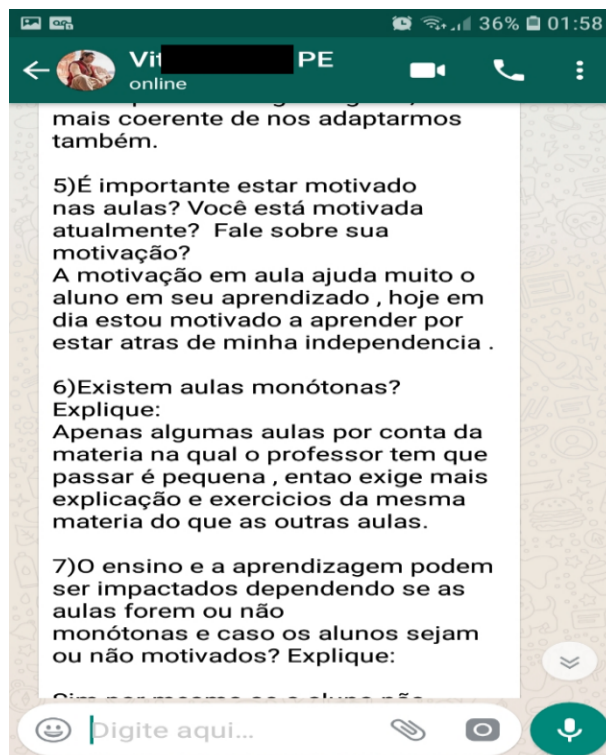 36% 01:58
Vit PE
online
mais coerente de nos adaptarmos
também.
5)É importante estar motivado
nas aulas? Você está motivada
atualmente? Fale sobre sua
motivação?
A motivação em aula ajuda muito o
aluno em seu aprendizado , hoje em
dia estou motivado a aprender por
estar atras de minha independencia .
6)Existem aulas monótonas?
Explique:
Apenas algumas aulas por conta da
materia na qual o professor tem que
passar é pequena , entao exige mais
explicação e exercicios da mesma
materia do que as outras aulas.
7)O ensino e a aprendizagem podem
ser impactados dependendo se as
aulas forem ou não
monótonas e caso os alunos sejam
ou não motivados? Explique:
Digite aqui...